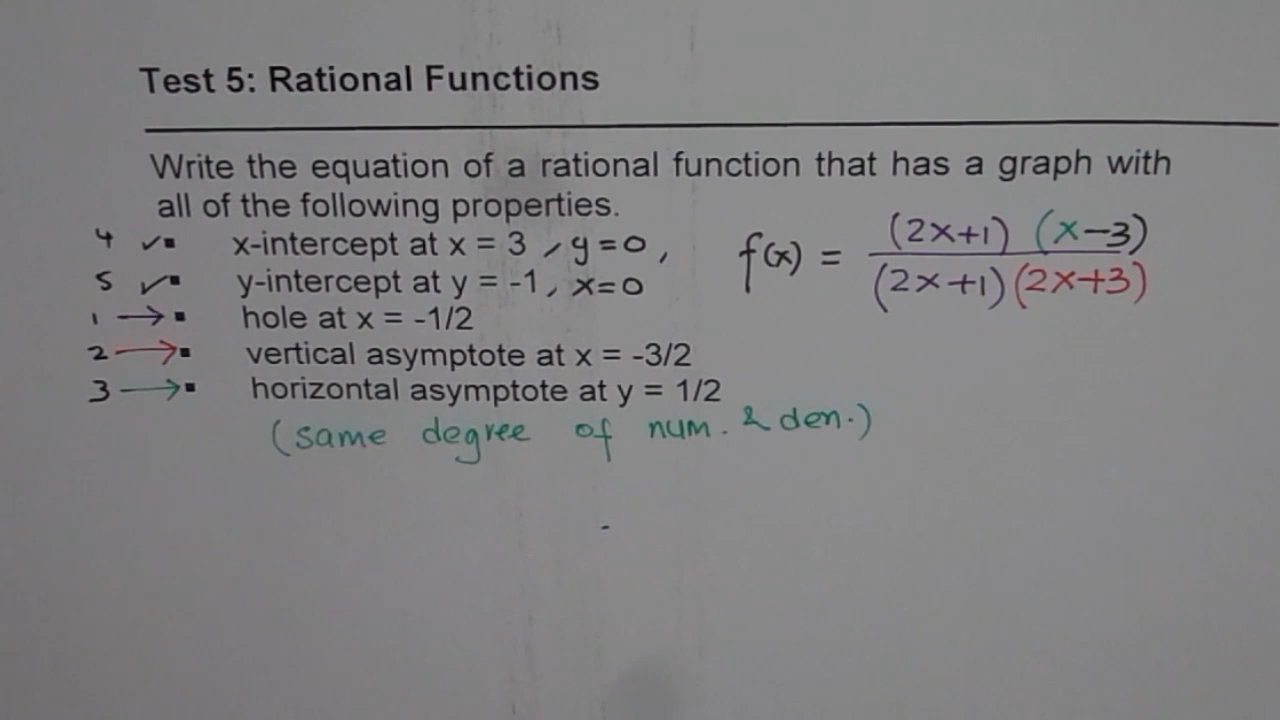 Test 5: Rational Functions
Write the equation of a rational function that has a graph with
all of the following properties.
4 ✓▪ x-intercept at x = 3, y=0,
5 ✓▪ y-intercept at y = -1, x=0
1 →▪ hole at x = -1/2
2 →▪ vertical asymptote at x = -3/2
3 →▪ horizontal asymptote at y = 1/2
(same degree of num. & den.)
f(x) = (2x+1) (x-3)
(2x+1) (2x+3)